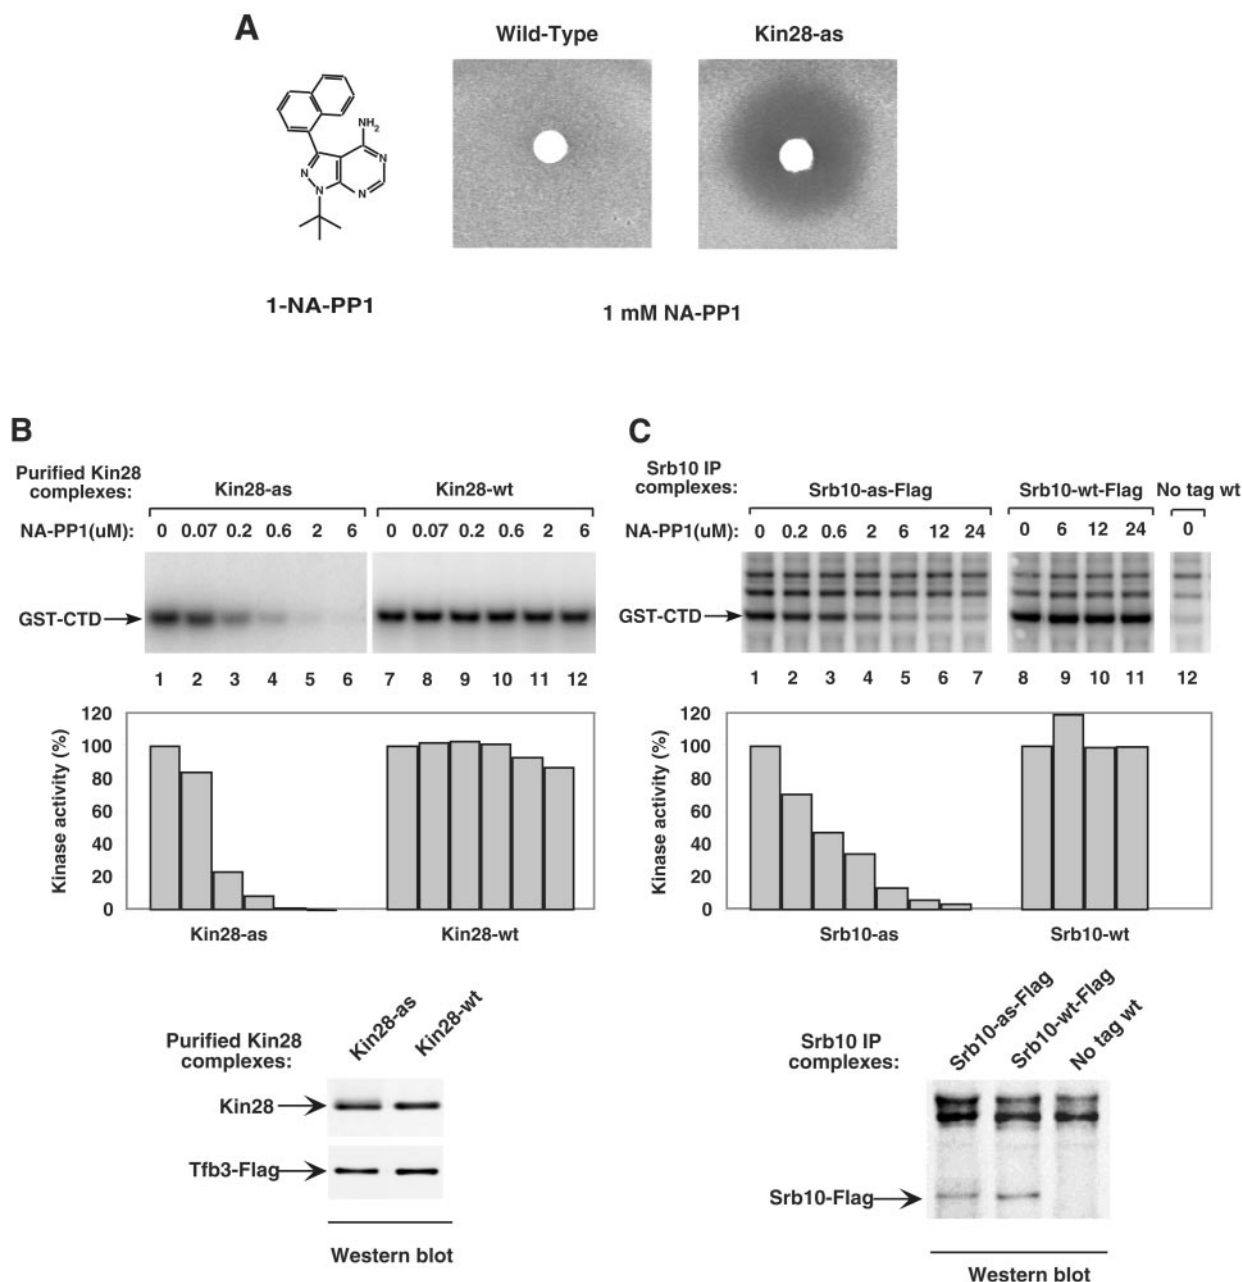 A
Wild-Type
Kin28-as
NH2
N
N
N
N
1-NA-PP1
1 mM NA-PP1
B
Purified Kin28
complexes:
Kin28-as
Kin28-wt
NA-PP1(uM):
0 0.07 0.2 0.6 2 6
0 0.07 0.2 0.6 2 6
GST-CTD
1 2 3 4 5 6
7 8 9 10 11 12
Kinase activity (%)
120
100
80
60
40
20
0
Kin28-as
Kin28-wt
Purified Kin28
complexes:
Kin28-as
Kin28-wt
Kin28
Tfb3-Flag
Western blot
C
Srb10 IP
complexes:
Srb10-as-Flag
Srb10-wt-Flag
No tag wt
NA-PP1(uM):
0 0.2 0.6 2 6 12 24
0 6 12 24
0
GST-CTD
1 2 3 4 5 6 7
8 9 10 11
12
Kinase activity (%)
120
100
80
60
40
20
0
Srb10-as
Srb10-wt
Srb10 IP
complexes:
Srb10-as-Flag
Srb10-wt-Flag
No tag wt
Srb10-Flag
Western blot